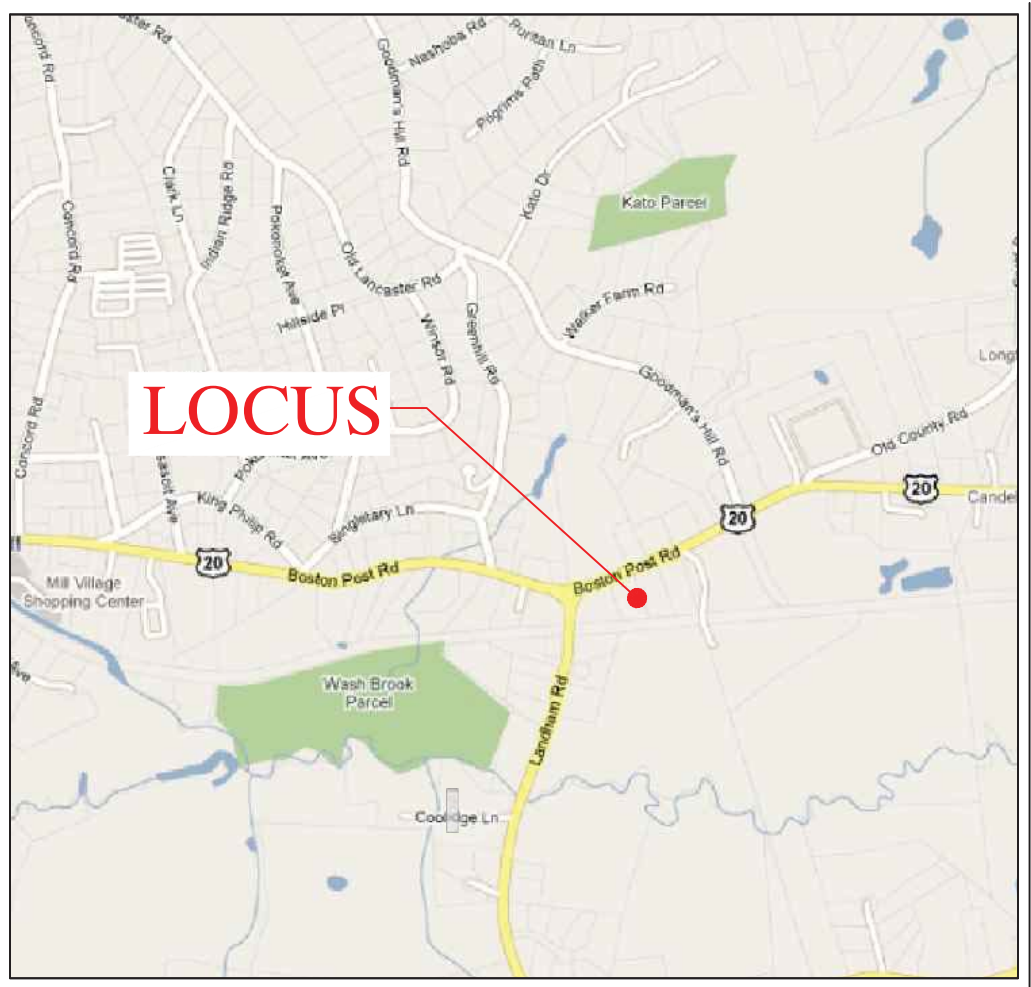 Puritan Ln
Nashoba Rd
Concord Rd
Goodman's Hill Rd
Pilgrims Path
Clark Ln
Indian Ridge Rd
Kato Dr
Kato Parcel
Concord Rd
Pokonoket Ave
Old Lancaster Rd
Walker Farm Rd
Hillside Pl
Winsor Rd
Greenhill Rd
Goodman's Hill Rd
LOCUS
Concord Rd
Old County Rd
20
20
King Philip Rd
Singletary Ln
20
Boston Post Rd
Boston Post Rd
Mill Village
Shopping Center
Ave
Wash Brook
Parcel
Landham Rd